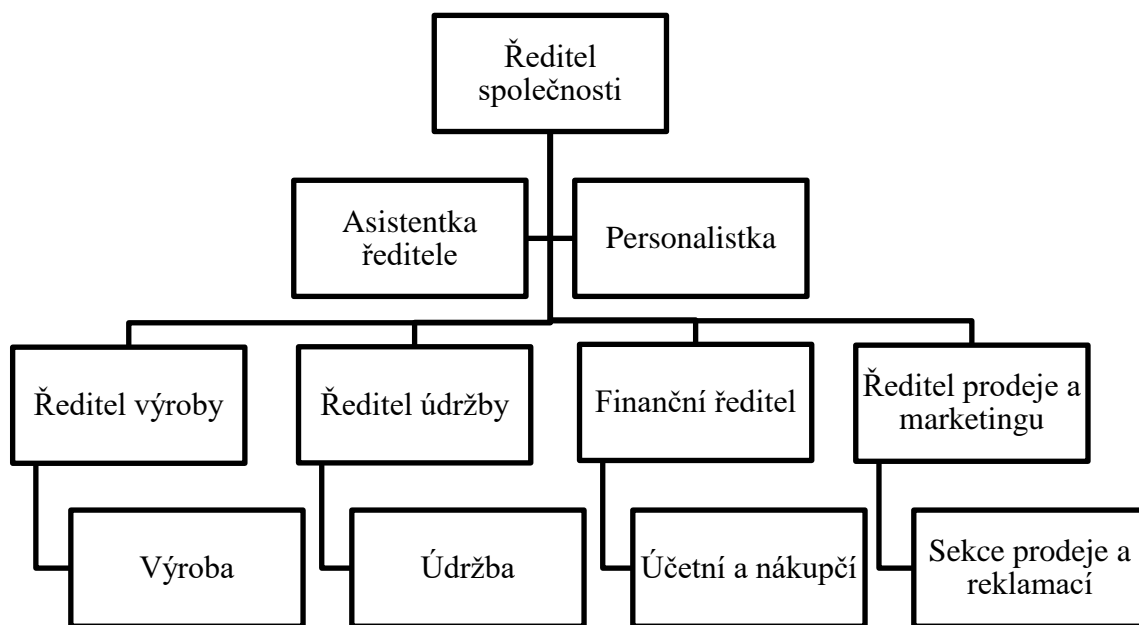 Ředitel
společnosti
Asistentka
ředitele
Personalistka
Ředitel výroby
Ředitel údržby
Finanční ředitel
Ředitel prodeje a
marketingu
Výroba
Údržba
Účetní a nákupčí
Sekce prodeje a
reklamací